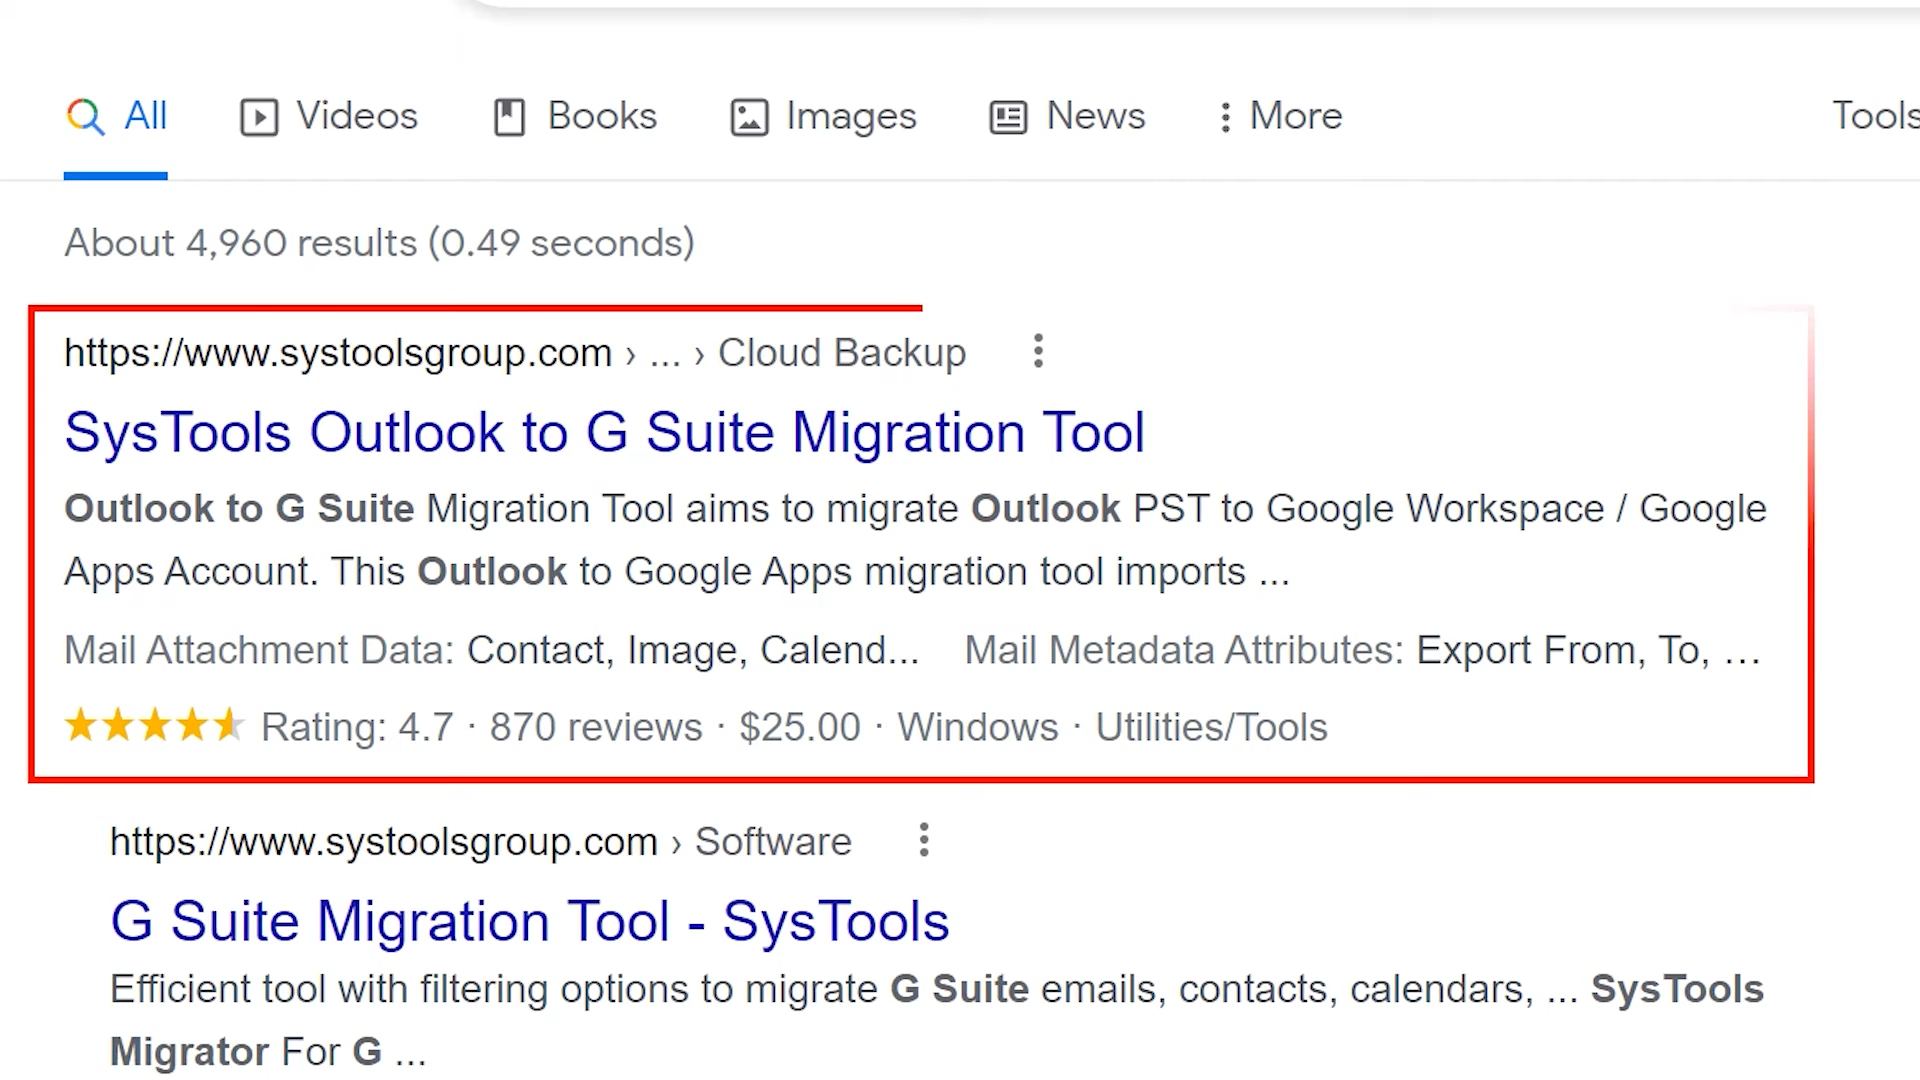 All Videos Books Images News More Tools
About 4,960 results (0.49 seconds)
https://www.systoolsgroup.com › ... › Cloud Backup
SysTools Outlook to G Suite Migration Tool
Outlook to G Suite Migration Tool aims to migrate Outlook PST to Google Workspace / Google
Apps Account. This Outlook to Google Apps migration tool imports ...
Mail Attachment Data: Contact, Image, Calend... Mail Metadata Attributes: Export From, To, ...
Rating: 4.7 · 870 reviews · $25.00 · Windows · Utilities/Tools
https://www.systoolsgroup.com › Software
G Suite Migration Tool - SysTools
Efficient tool with filtering options to migrate G Suite emails, contacts, calendars, ... SysTools
Migrator For G ...